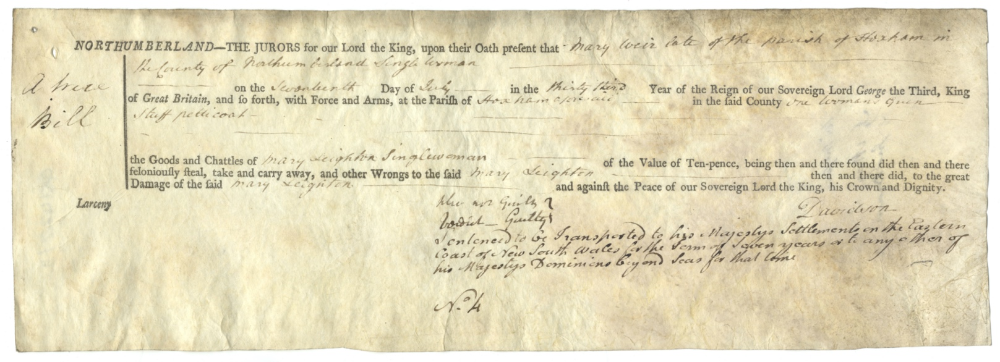 NORTHUMBERLAND—THE JURORS for our Lord the King, upon their Oath preſent that Mary Weir late of the parish of Hexham in
the County of Northumberland Single Woman
on the Seventeenth Day of July in the thirty third Year of the Reign of our Sovereign Lord George the Third, King
of Great Britain, and ſo forth, with Force and Arms, at the Pariſh of Hexham aforesaid in the ſaid County one Womans Green
Stuff petticoat
the Goods and Chattles of Mary Leighton Singlewoman of the Value of Ten-pence, being then and there found did then and there
feloniouſly ſteal, take and carry away, and other Wrongs to the ſaid Mary Leighton then and there did, to the great
Damage of the ſaid Mary Leighton and againſt the Peace of our Sovereign Lord the King, his Crown and Dignity.
A true
Bill
Larceny
Davidson
Plea not Guilty
Verdict — Guilty
Sentenced to be Transported to his Majestys Settlements on the Eastern
Coast of New South Wales for the Term of Seven years or to any other of
his Majestys Dominions beyond Seas for that time
No. 4